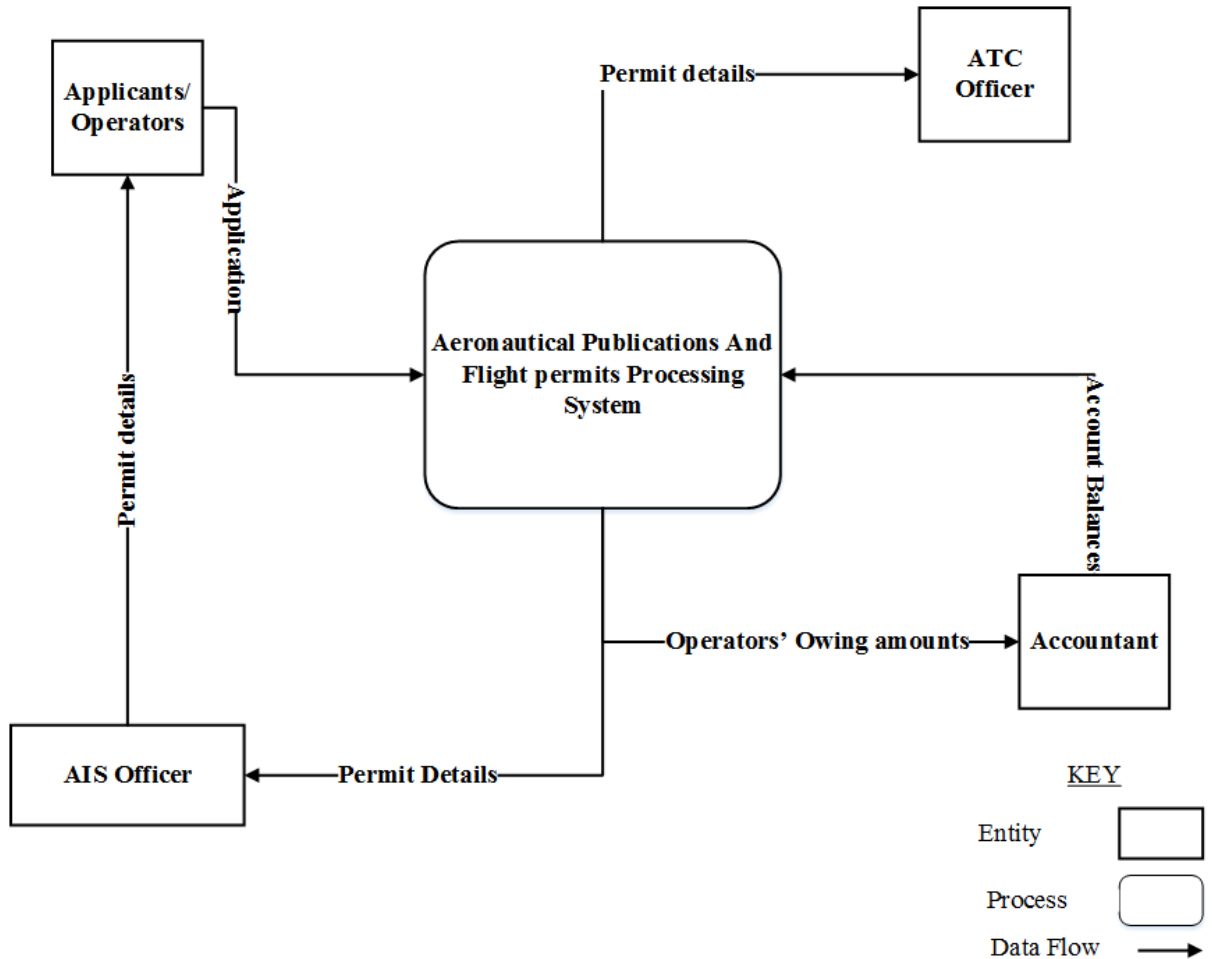 Applicants/
Operators
Permit details
ATC
Officer
Application
Aeronautical Publications And
Flight permits Processing
System
Permit details
Account Balances
Operators’ Owing amounts
Accountant
AIS Officer
Permit Details
KEY
Entity
Process
Data Flow